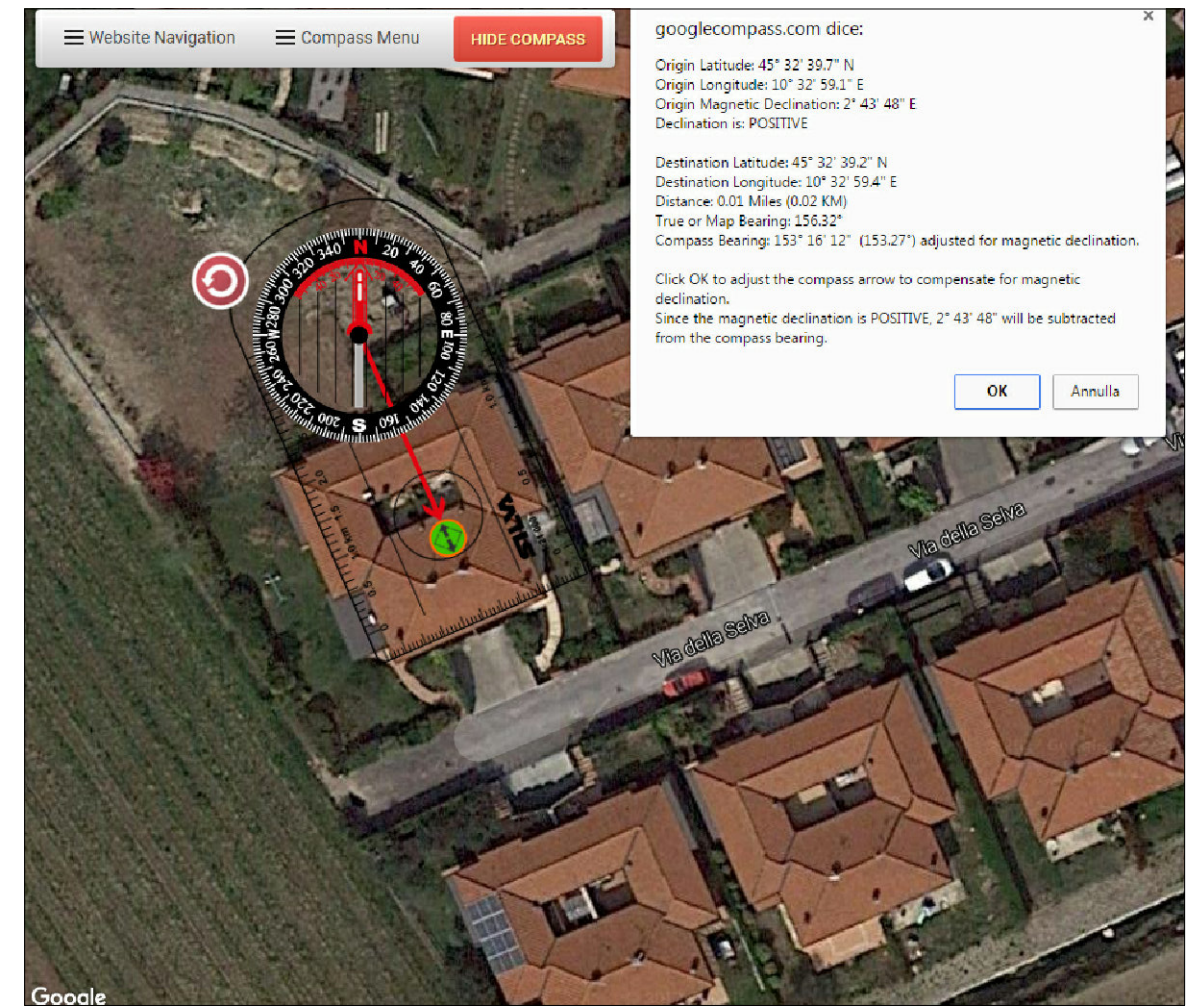 Website Navigation
Compass Menu
HIDE COMPASS
googlecompass.com dice:
Origin Latitude: 45° 32' 39.7" N
Origin Longitude: 10° 32' 59.1" E
Origin Magnetic Declination: 2° 43' 48" E
Declination is: POSITIVE
Destination Latitude: 45° 32' 39.2" N
Destination Longitude: 10° 32' 59.4" E
Distance: 0.01 Miles (0.02 KM)
True or Map Bearing: 156.32°
Compass Bearing: 153° 16' 12" (153.27°) adjusted for magnetic declination.
Click OK to adjust the compass arrow to compensate for magnetic
declination.
Since the magnetic declination is POSITIVE, 2° 43' 48" will be subtracted
from the compass bearing.
OK
Annulla
N
20
40
60
80
E
100
120
140
160
S
200
220
240
260
W
280
300
320
340
SILVA
Via della Selva
Via della Selva
Google